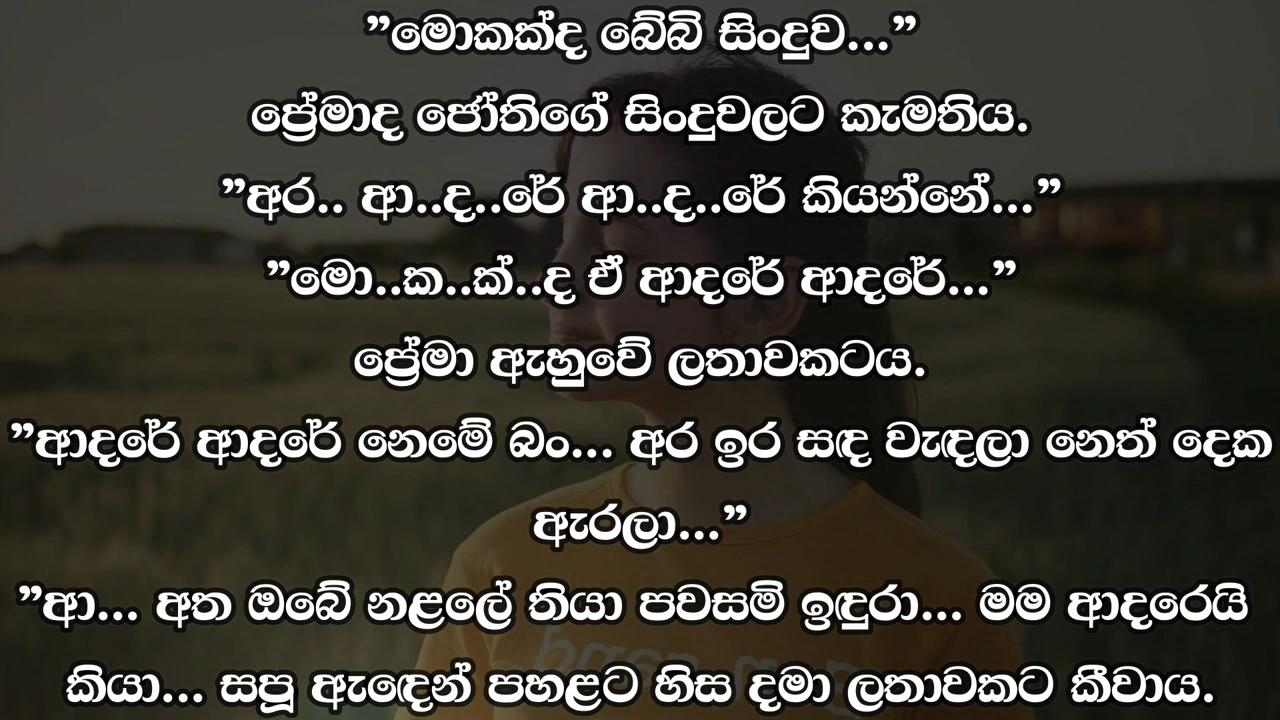 ”මොකක්ද බේබි සිංදුව...”
ප්‍රේමාද ජෝතිගේ සිංදුවලට කැමතිය.
”අර.. ආ..ද..රේ ආ..ද..රේ කියන්නේ...”
”මො..ක..ක්..ද ඒ ආදරේ ආදරේ...”
ප්‍රේමා ඇහුවේ ලතාවකටය.
”ආදරේ ආදරේ නෙමේ බං... අර ඉර සඳ වැඳලා නෙත් දෙක
ඇරලා...”
”ආ... අත ඔබේ නළලේ තියා පවසමි ඉඳුරා... මම ආදරෙයි
කියා... සපූ ඇඳෙන් පහළට හිස දමා ලතාවකට කීවාය.